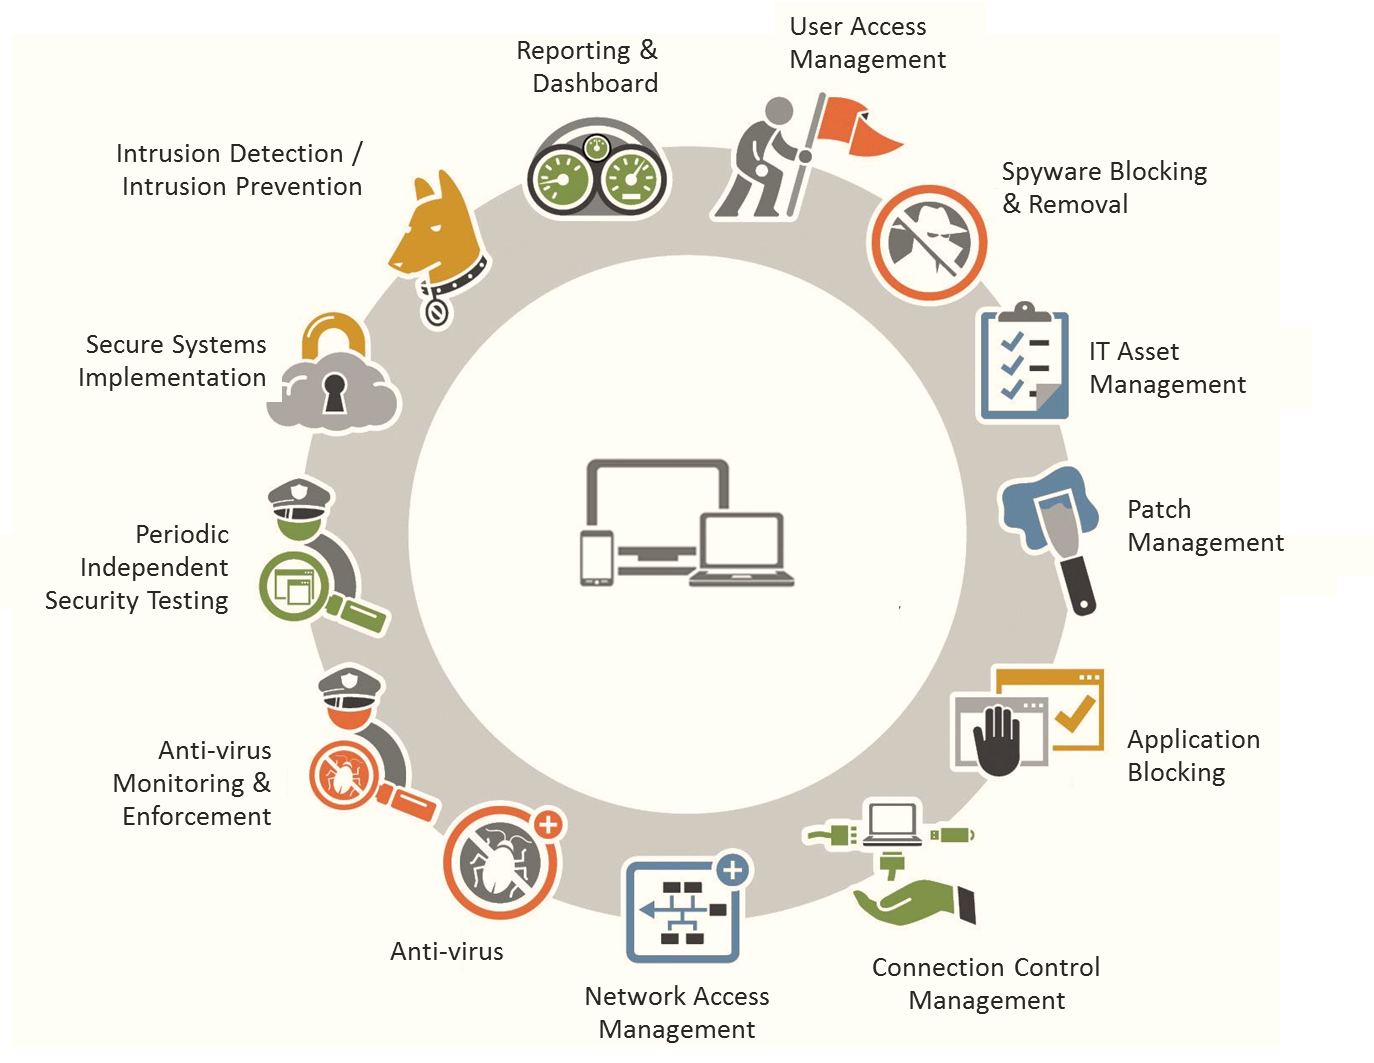 User Access
Management
Reporting &
Dashboard
Intrusion Detection /
Intrusion Prevention
Spyware Blocking
& Removal
Secure Systems
Implementation
IT Asset
Management
Patch
Management
Periodic
Independent
Security Testing
Application
Blocking
Anti-virus
Monitoring &
Enforcement
Anti-virus
Connection Control
Management
Network Access
Management